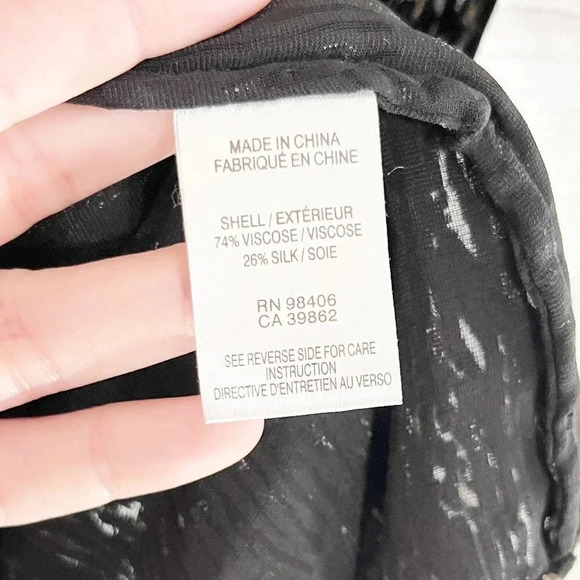 MADE IN CHINA
FABRIQUÉ EN CHINE
SHELL / EXTÉRIEUR
74% VISCOSE / VISCOSE
26% SILK / SOIE
RN 98406
CA 39862
SEE REVERSE SIDE FOR CARE
INSTRUCTION
DIRECTIVE D'ENTRETIEN AU VERSO